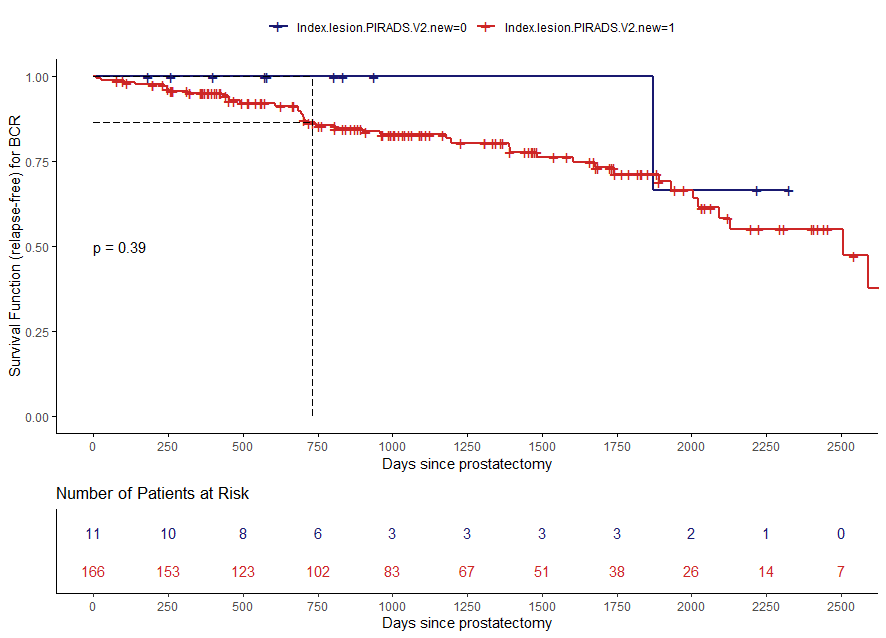 Index.lesion.PIRADS.V2.new=0 Index.lesion.PIRADS.V2.new=1
Survival Function (relapse-free) for BCR
1.00
0.75
0.50
0.25
0.00
p = 0.39
0 250 500 750 1000 1250 1500 1750 2000 2250 2500
Days since prostatectomy
Number of Patients at Risk
11 10 8 6 3 3 3 3 2 1 0
166 153 123 102 83 67 51 38 26 14 7
0 250 500 750 1000 1250 1500 1750 2000 2250 2500
Days since prostatectomy